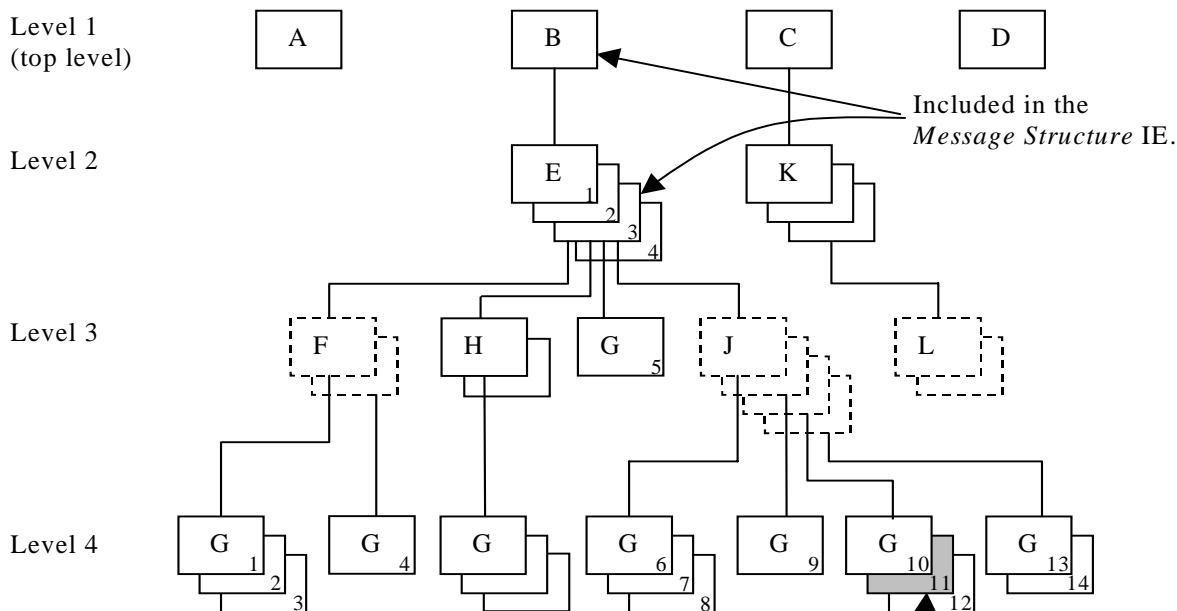 Level 1
(top level)
A
B
C
D
Included in the
Message Structure IE.
Level 2
E
1
2
3
4
K
Level 3
F
H
G
5
J
L
Level 4
G
1
2
3
G
4
G
G
6
7
8
G
9
G
10
11
12
G
13
14